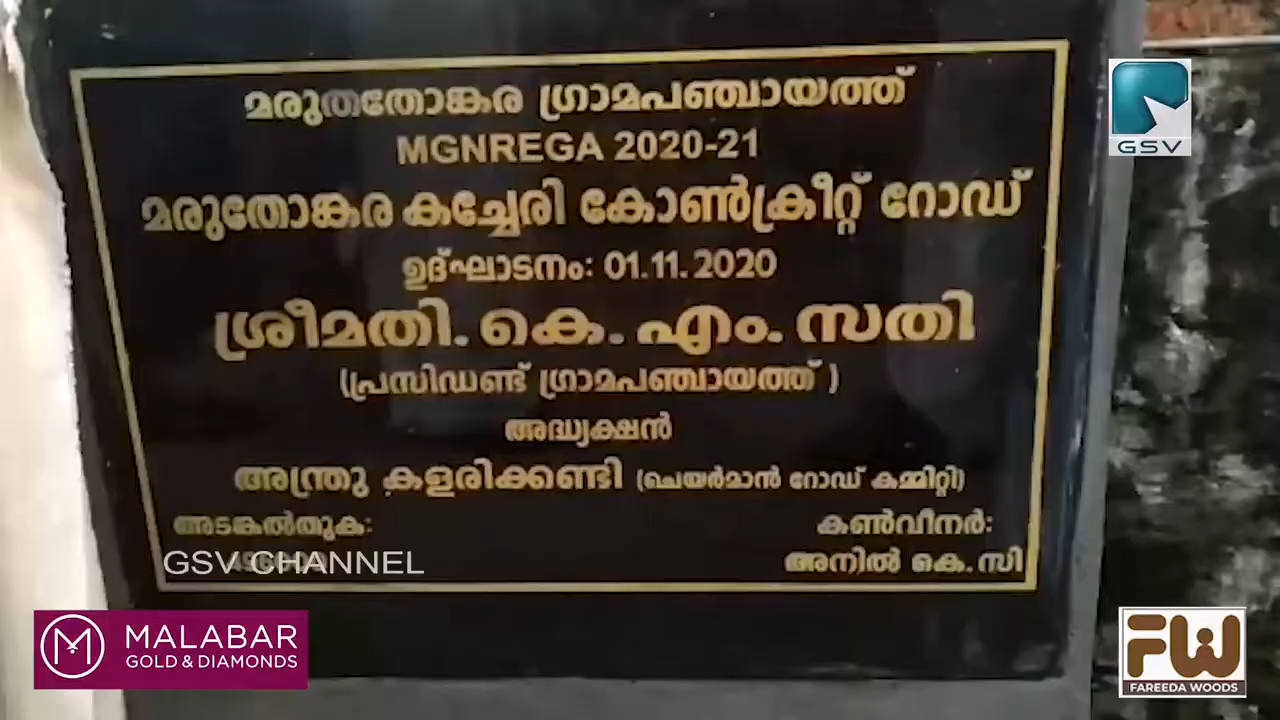 മരുതതോങ്കര ഗ്രാമപഞ്ചായത്ത്
MGNREGA 2020-21
മരുതോങ്കര കച്ചേരി കോൺക്രീറ്റ് റോഡ്
ഉദ്ഘാടനം: 01.11.2020
ശ്രീമതി. കെ. എം. സതി
(പ്രസിഡണ്ട് ഗ്രാമപഞ്ചായത്ത് )
അദ്ധ്യക്ഷൻ
അന്ത്രു കളരിക്കണ്ടി (ചെയർമാൻ റോഡ് കമ്മിറ്റി)
അടങ്കൽതുക:
കൺവീനർ:
അനിൽ കെ.സി
GSV CHANNEL
GSV
MALABAR
GOLD & DIAMONDS
FW
FAREEDA WOODS